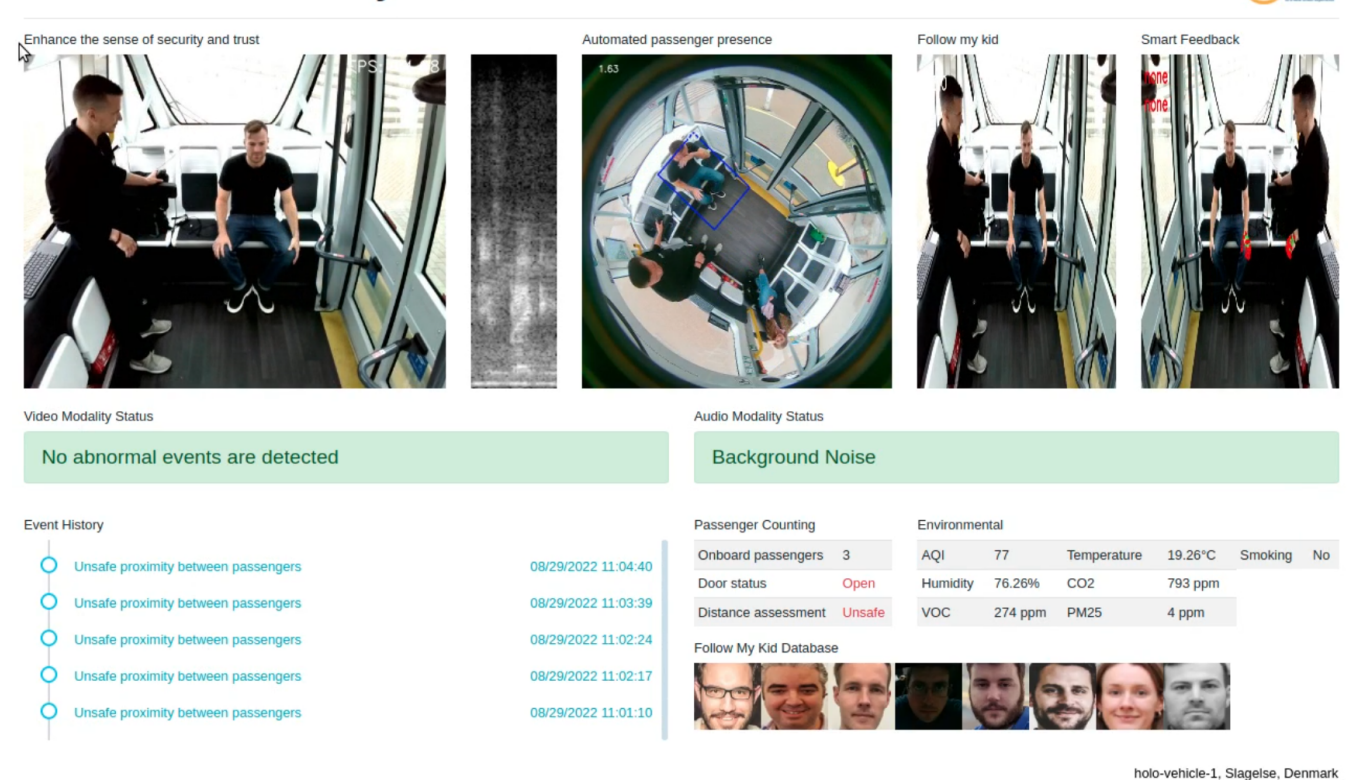 Enhance the sense of security and trust
Automated passenger presence
Follow my kid
Smart Feedback
1.63
none
none
Video Modality Status
Audio Modality Status
No abnormal events are detected
Background Noise
Event History
Unsafe proximity between passengers 08/29/2022 11:04:40
Unsafe proximity between passengers 08/29/2022 11:03:39
Unsafe proximity between passengers 08/29/2022 11:02:24
Unsafe proximity between passengers 08/29/2022 11:02:17
Unsafe proximity between passengers 08/29/2022 11:01:10
Passenger Counting
Onboard passengers 3
Door status Open
Distance assessment Unsafe
Environmental
AQI 77 Temperature 19.26°C Smoking No
Humidity 76.26% CO2 793 ppm
VOC 274 ppm PM25 4 ppm
Follow My Kid Database
holo-vehicle-1, Slagelse, Denmark